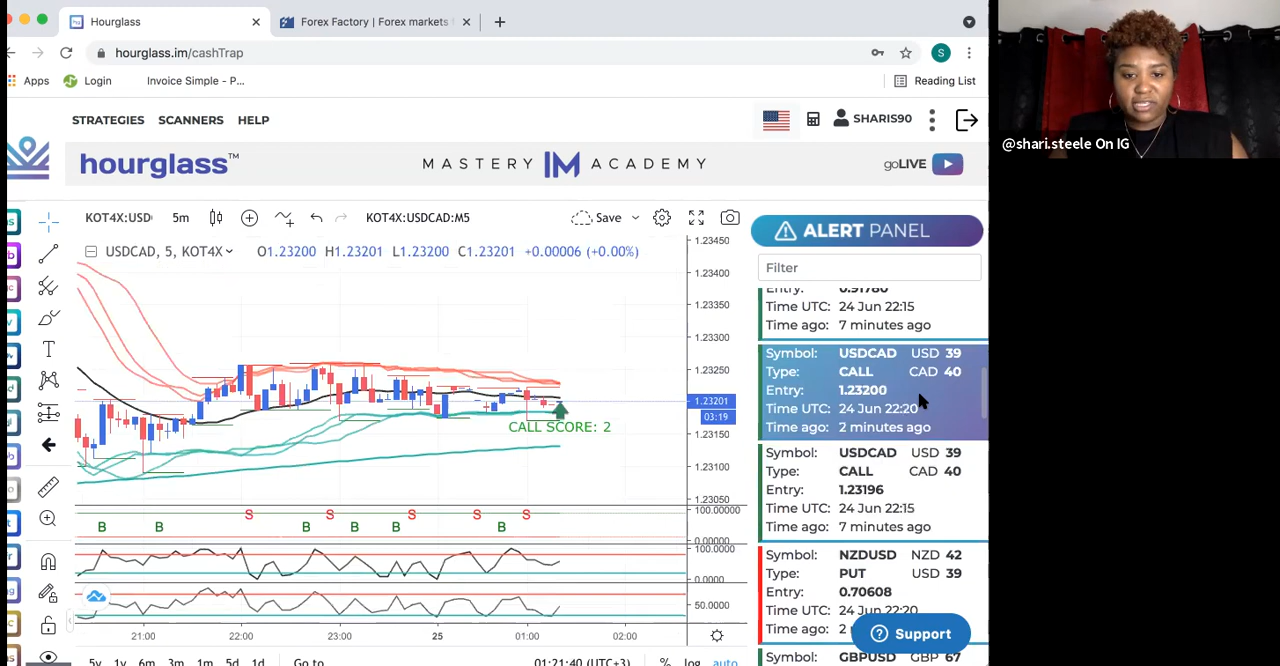 Hourglass
Forex Factory | Forex markets
hourglass.im/cashTrap
S
Apps
Login
Invoice Simple - P...
Reading List
STRATEGIES SCANNERS HELP
SHARIS90
hourglass™
MASTERY IM ACADEMY
goLIVE
KOT4X:USD
5m
KOT4X:USDCAD:M5
Save
USDCAD, 5, KOT4X
O1.23200 H1.23201 L1.23200 C1.23201 +0.00006 (+0.00%)
1.23450
1.23400
1.23350
1.23300
1.23250
1.23201
03:19
1.23150
1.23100
1.23050
CALL SCORE: 2
S S S S S
B B B B B B
100.00000
0.00000
100.0000
0.0000
50.0000
21:00 22:00 23:00 25 01:00 02:00
5y 1y 6m 3m 1m 5d 1d Go to
01:21:40 (UTC+3) % log auto
ALERT PANEL
Filter
Entry: 0.91780
Time UTC: 24 Jun 22:15
Time ago: 7 minutes ago
Symbol: USDCAD USD 39
Type: CALL CAD 40
Entry: 1.23200
Time UTC: 24 Jun 22:20
Time ago: 2 minutes ago
Symbol: USDCAD USD 39
Type: CALL CAD 40
Entry: 1.23196
Time UTC: 24 Jun 22:15
Time ago: 7 minutes ago
Symbol: NZDUSD NZD 42
Type: PUT USD 39
Entry: 0.70608
Time UTC: 24 Jun 22:20
Time ago: 2
Symbol: GBPUSD GBP 67
Support
@shari.steele On IG